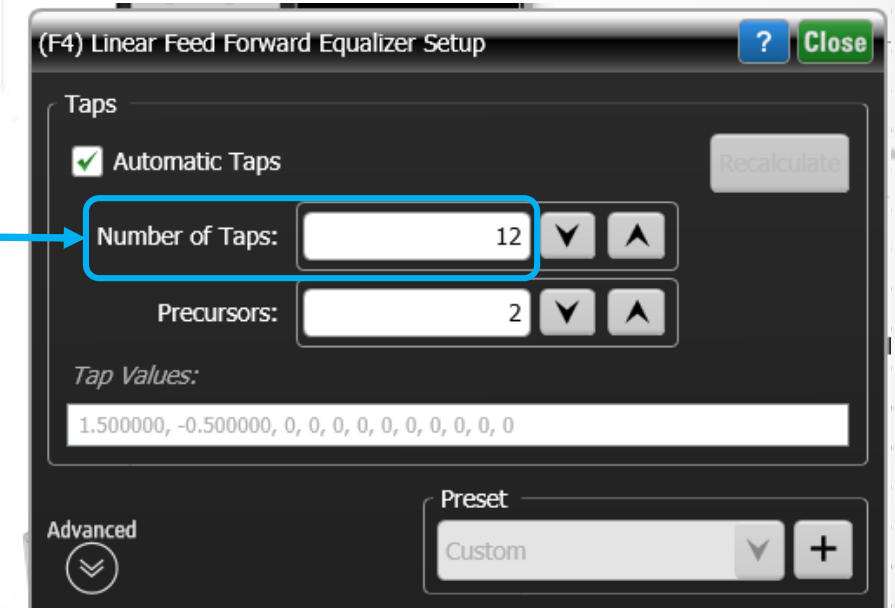 (F4) Linear Feed Forward Equalizer Setup ? Close
Taps
Automatic Taps Recalculate
Number of Taps: 12
Precursors: 2
Tap Values:
1.500000, -0.500000, 0, 0, 0, 0, 0, 0, 0, 0, 0, 0
Preset
Advanced
Custom +